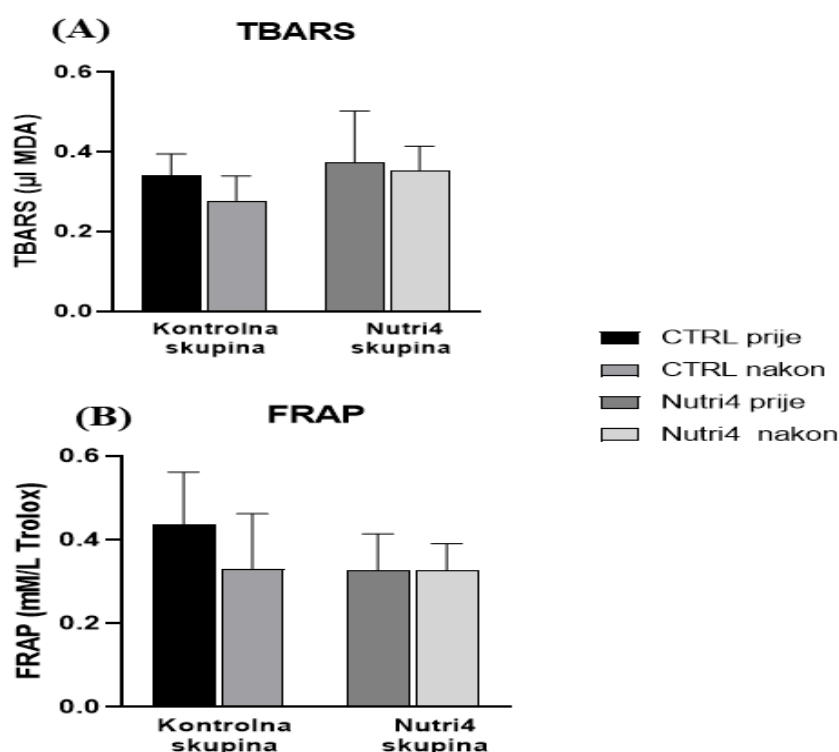 (A) TBARS
TBARS (µl MDA)
0.6
0.4
0.2
0.0
Kontrolna
skupina
Nutri4
skupina
CTRL prije
CTRL nakon
Nutri4 prije
Nutri4 nakon
(B) FRAP
FRAP (mM/L Trolox)
0.6
0.4
0.2
0.0
Kontrolna
skupina
Nutri4
skupina